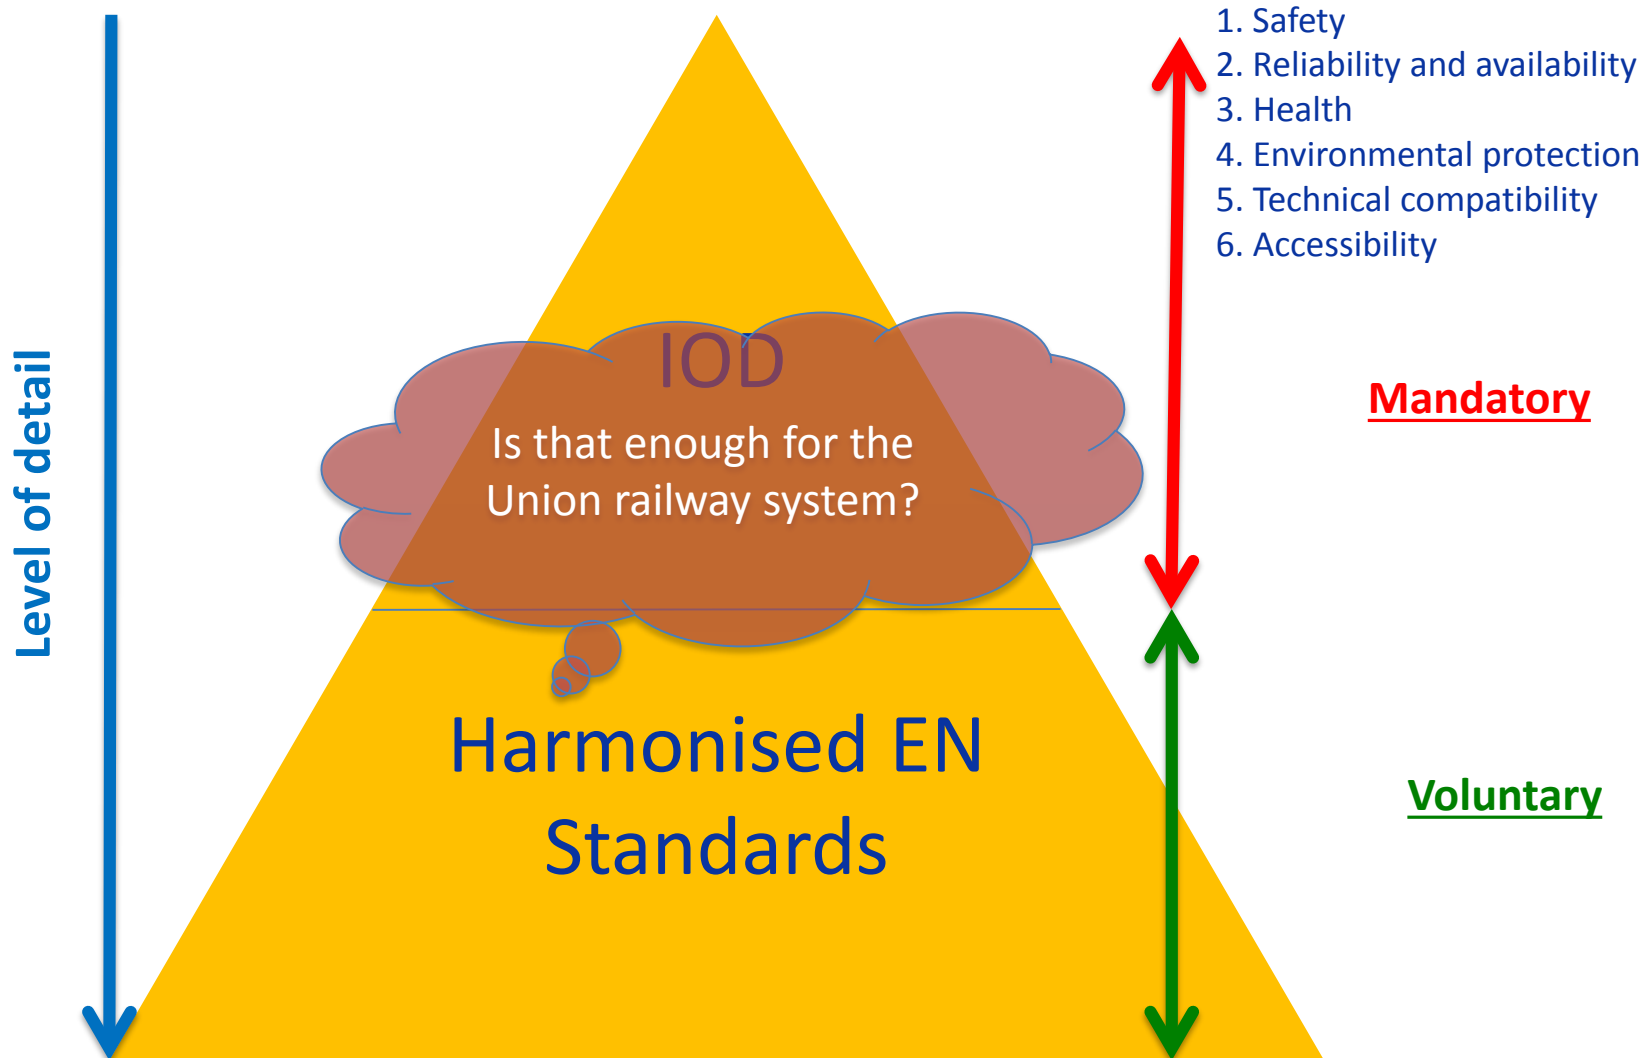 1. Safety
2. Reliability and availability
3. Health
4. Environmental protection
5. Technical compatibility
6. Accessibility
Level of detail
IOD
Is that enough for the
Union railway system?
Mandatory
Harmonised EN
Standards
Voluntary